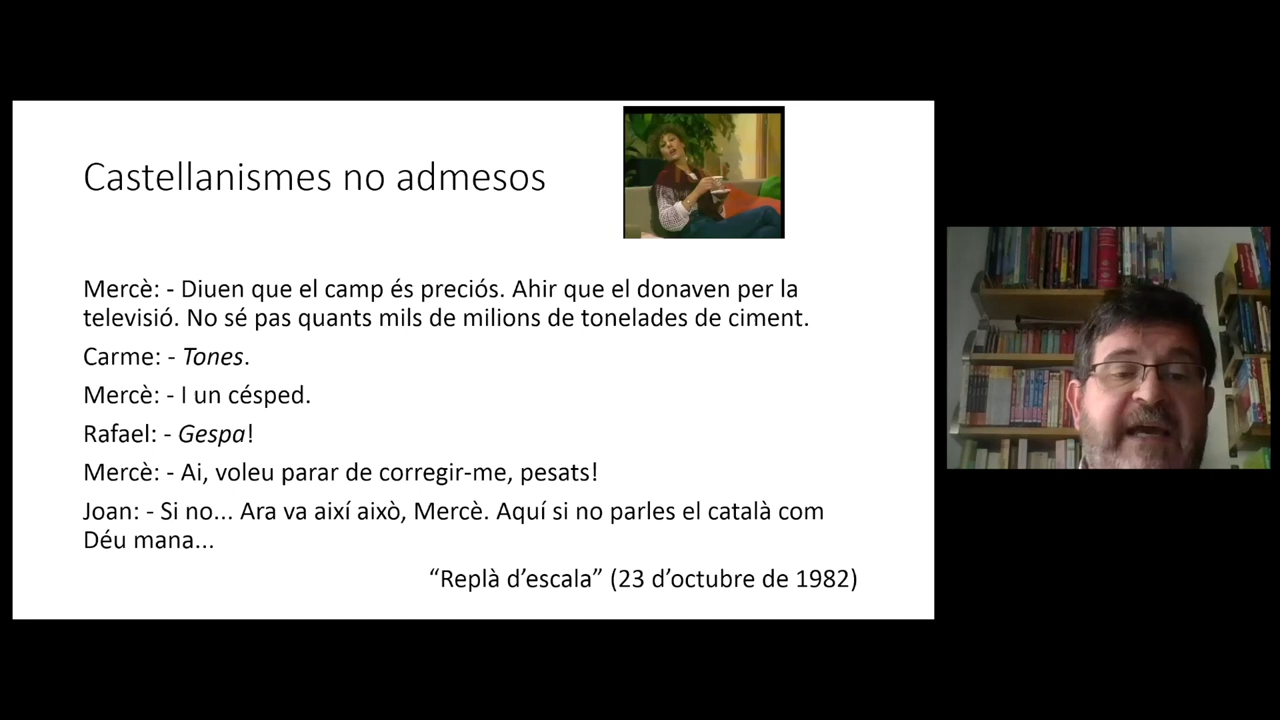 Castellanismes no admesos
Mercè: - Diuen que el camp és preciós. Ahir que el donaven per la
televisió. No sé pas quants mils de milions de tonelades de ciment.
Carme: - Tones.
Mercè: - I un césped.
Rafael: - Gespa!
Mercè: - Ai, voleu parar de corregir-me, pesats!
Joan: - Si no... Ara va així això, Mercè. Aquí si no parles el català com
Déu mana...
“Replà d’escala” (23 d’octubre de 1982)